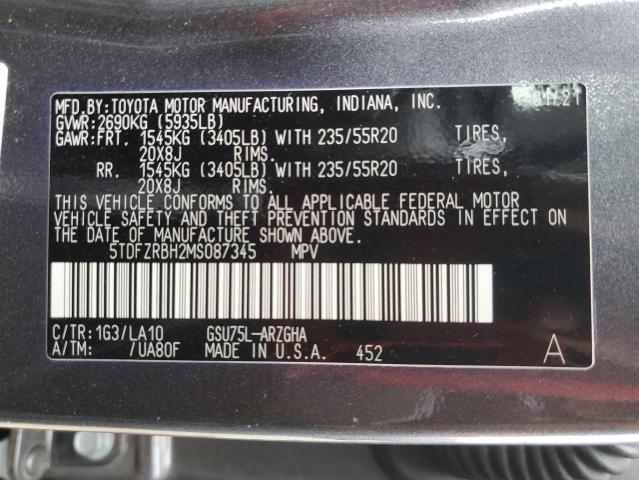 MFD.BY:TOYOTA MOTOR MANUFACTURING, INDIANA, INC. 01/21
GVWR:2690KG (5935LB)
GAWR:FRT. 1545KG (3405LB) WITH 235/55R20 TIRES,
20X8J RIMS.
RR. 1545KG (3405LB) WITH 235/55R20 TIRES,
20X8J RIMS.
THIS VEHICLE CONFORMS TO ALL APPLICABLE FEDERAL MOTOR
VEHICLE SAFETY AND THEFT PREVENTION STANDARDS IN EFFECT ON
THE DATE OF MANUFACTURE SHOWN ABOVE.
5TDFZRBH2MS087345 MPV
C/TR:1G3/LA10 GSU75L-ARZGHA
A/TM: /UA80F MADE IN U.S.A. 452 A